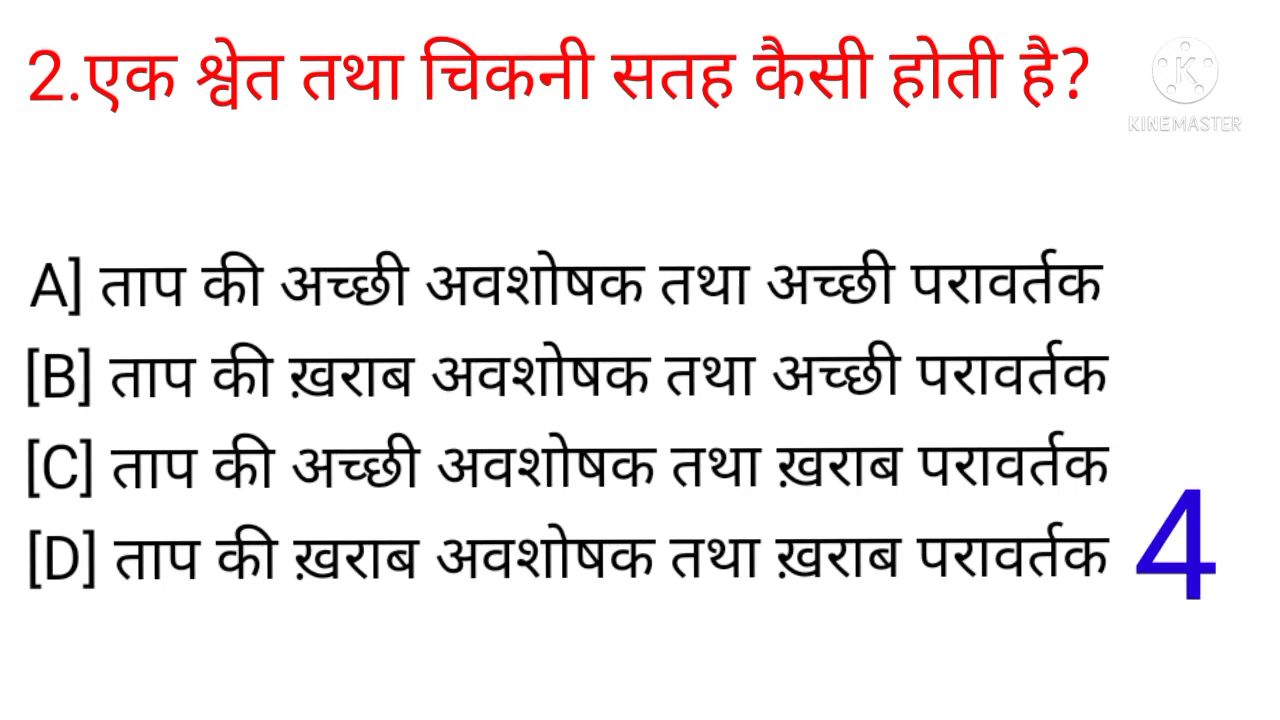 2.एक श्वेत तथा चिकनी सतह कैसी होती है?
KINEMASTER
A] ताप की अच्छी अवशोषक तथा अच्छी परावर्तक
[B] ताप की ख़राब अवशोषक तथा अच्छी परावर्तक
[C] ताप की अच्छी अवशोषक तथा ख़राब परावर्तक
[D] ताप की ख़राब अवशोषक तथा ख़राब परावर्तक
4